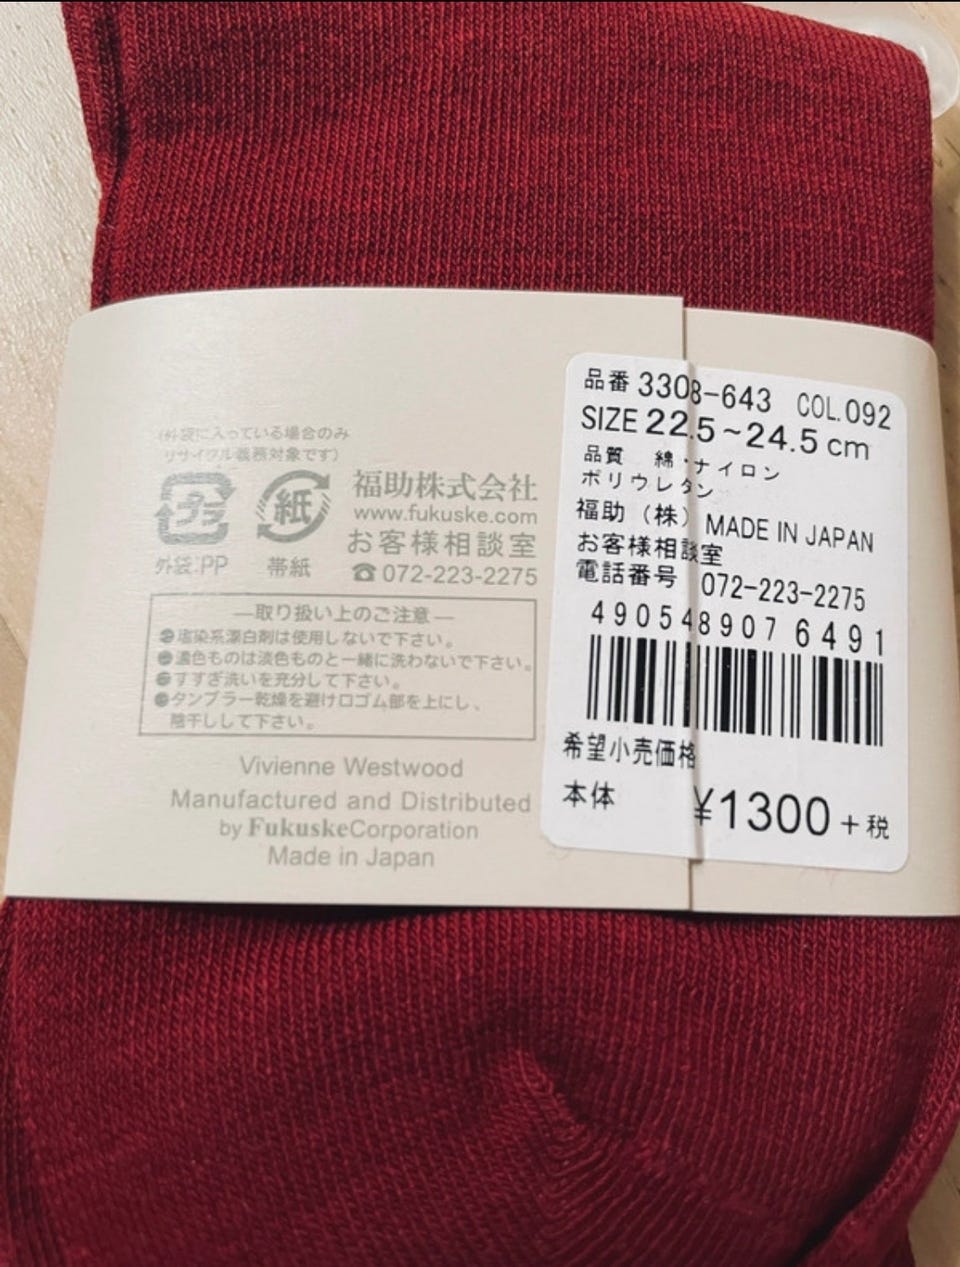 (外袋に入っている場合のみ
リサイクル義務対象です)
プラ
紙
外袋:PP
帯紙
福助株式会社
www.fukuske.com
お客様相談室
☎072-223-2275
—取り扱い上のご注意—
●塩素系漂白剤は使用しないで下さい。
●濃色ものは淡色ものと一緒に洗わないで下さい。
●すすぎ洗いを充分して下さい。
●タンブラー乾燥を避け口ゴム部を上にし、
陰干しして下さい。
Vivienne Westwood
Manufactured and Distributed
by FukuskeCorporation
Made in Japan
品番 3308-643 COL.092
SIZE 22.5~24.5 cm
品質 綿・ナイロン
ポリウレタン
福助（株） MADE IN JAPAN
お客様相談室
電話番号 072-223-2275
4905489076491
希望小売価格
本体 ¥1300+税